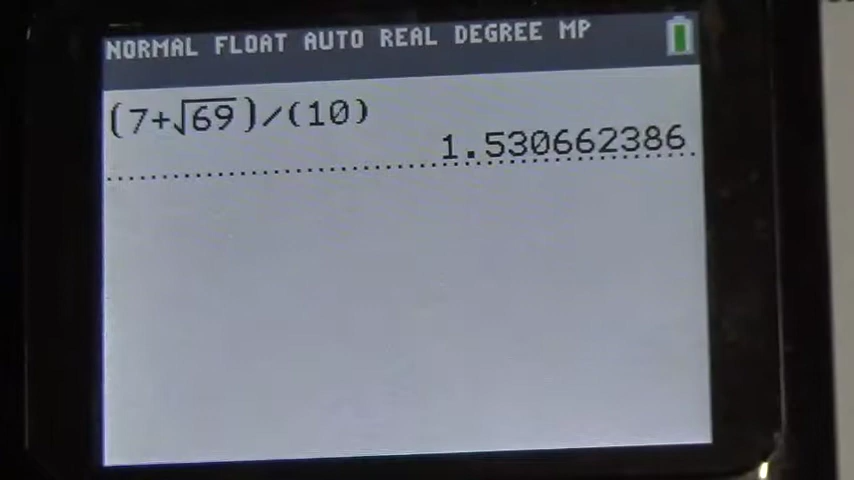 NORMAL FLOAT AUTO REAL DEGREE MP
(7+√69)/(10)
1.530662386